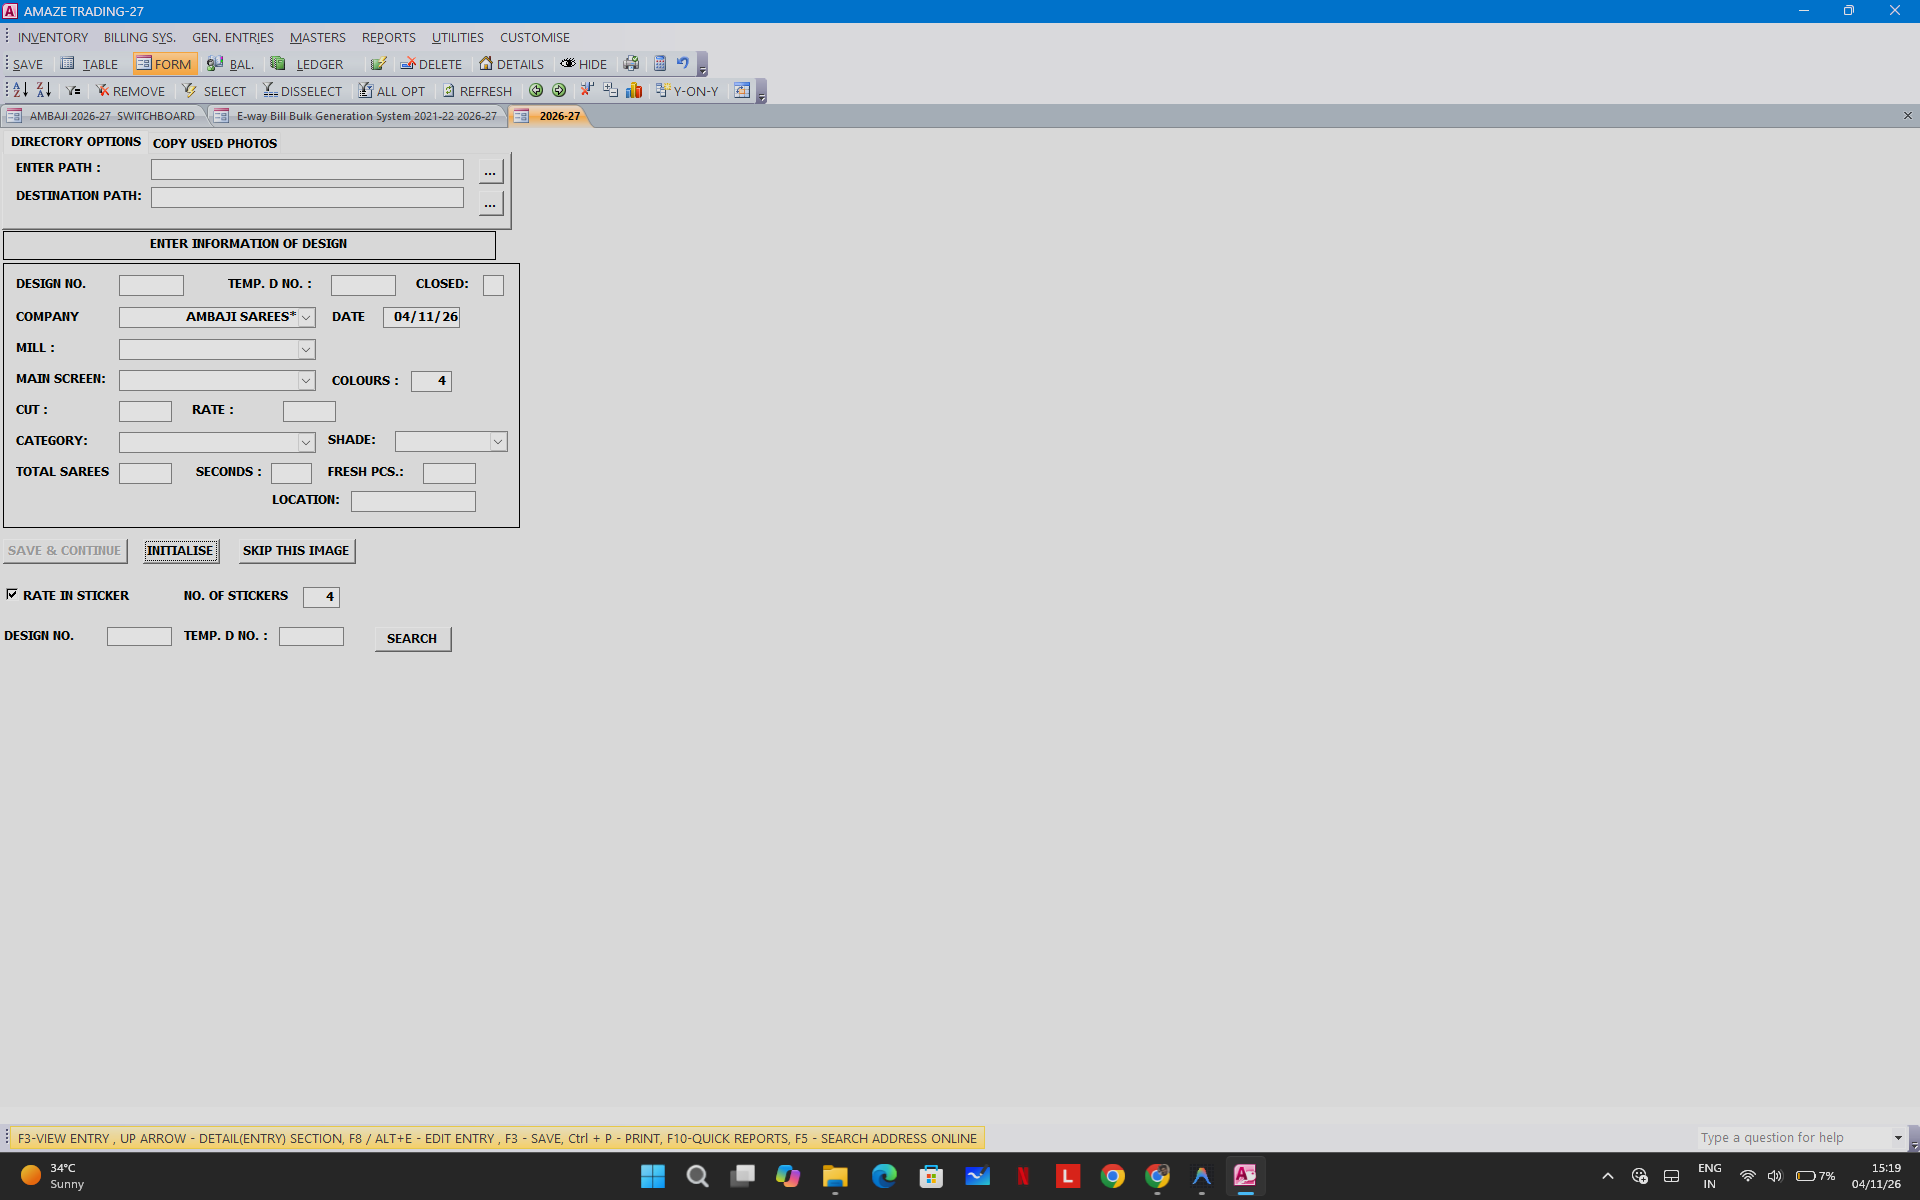 AMAZE TRADING-27
INVENTORY BILLING SYS. GEN. ENTRIES MASTERS REPORTS UTILITIES CUSTOMISE
SAVE TABLE FORM BAL. LEDGER DELETE DETAILS HIDE
REMOVE SELECT DISSELECT ALL OPT REFRESH Y-ON-Y
AMBAJI 2026-27 SWITCHBOARD E-way Bill Bulk Generation System 2021-22 2026-27 2026-27
DIRECTORY OPTIONS COPY USED PHOTOS
ENTER PATH : ...
DESTINATION PATH: ...
ENTER INFORMATION OF DESIGN
DESIGN NO. TEMP. D NO. : CLOSED:
COMPANY AMBAJI SAREES* DATE 04/11/26
MILL :
MAIN SCREEN: COLOURS : 4
CUT : RATE :
CATEGORY: SHADE:
TOTAL SAREES SECONDS : FRESH PCS.:
LOCATION:
SAVE & CONTINUE INITIALISE SKIP THIS IMAGE
RATE IN STICKER NO. OF STICKERS 4
DESIGN NO. TEMP. D NO. : SEARCH
F3-VIEW ENTRY , UP ARROW - DETAIL(ENTRY) SECTION, F8 / ALT+E - EDIT ENTRY , F3 - SAVE, Ctrl + P - PRINT, F10-QUICK REPORTS, F5 - SEARCH ADDRESS ONLINE
Type a question for help
34°C
Sunny
ENG
IN
7%
15:19
04/11/26